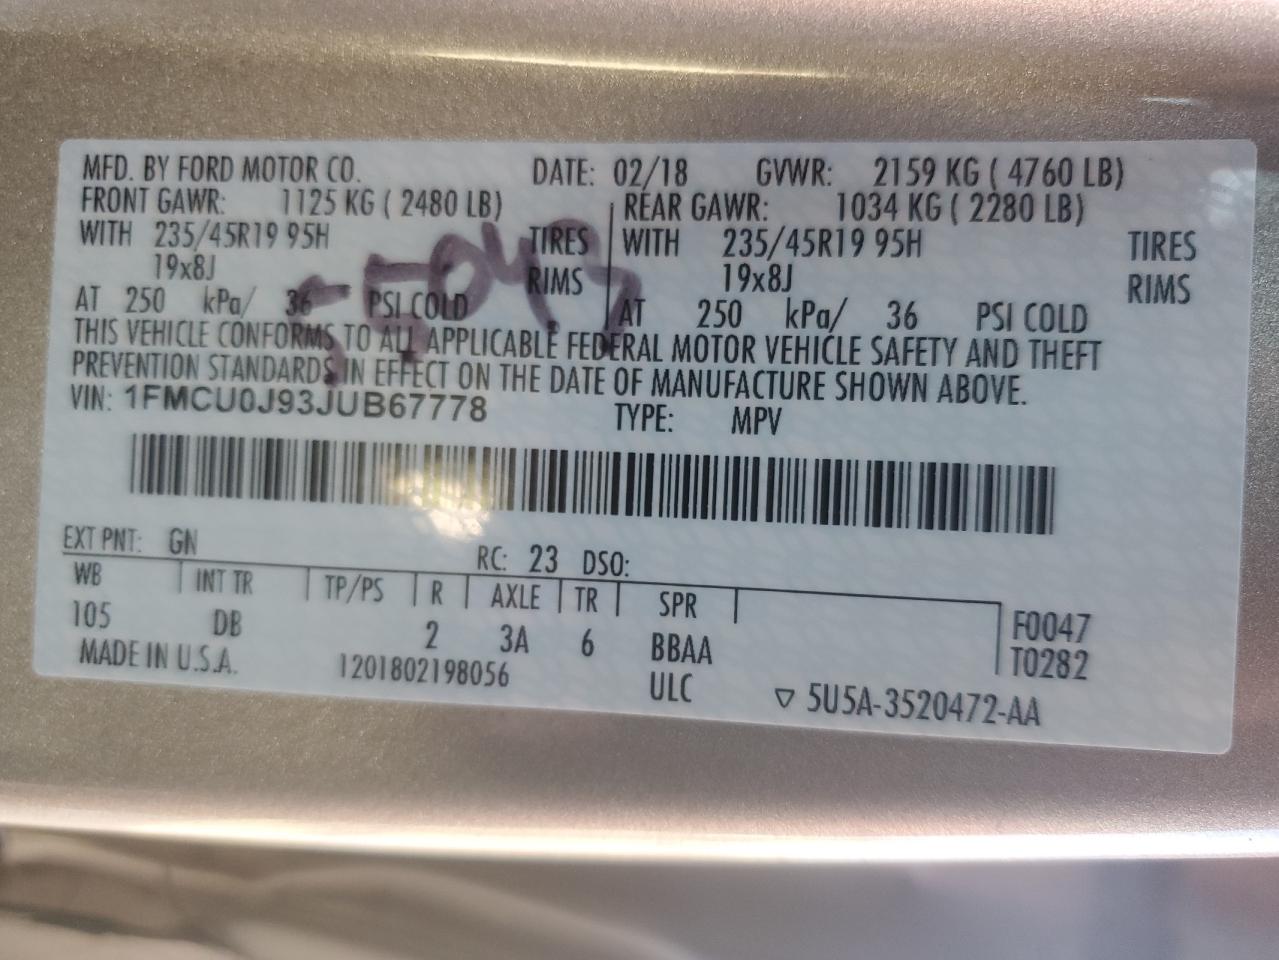 MFD. BY FORD MOTOR CO. DATE: 02/18 GVWR: 2159 KG ( 4760 LB)
FRONT GAWR: 1125 KG ( 2480 LB) REAR GAWR: 1034 KG ( 2280 LB)
WITH 235/45R19 95H TIRES WITH 235/45R19 95H TIRES
19x8J RIMS 19x8J RIMS
AT 250 kPa/ 36 PSI COLD AT 250 kPa/ 36 PSI COLD
THIS VEHICLE CONFORMS TO ALL APPLICABLE FEDERAL MOTOR VEHICLE SAFETY AND THEFT
PREVENTION STANDARDS IN EFFECT ON THE DATE OF MANUFACTURE SHOWN ABOVE.
VIN: 1FMCU0J93JUB67778 TYPE: MPV
EXT PNT: GN RC: 23 DSO:
WB INT TR TP/PS R AXLE TR SPR
105 DB 2 3A 6 BBAA F0047
MADE IN U.S.A. 1201802198056 ULC T0282
5U5A-3520472-AA